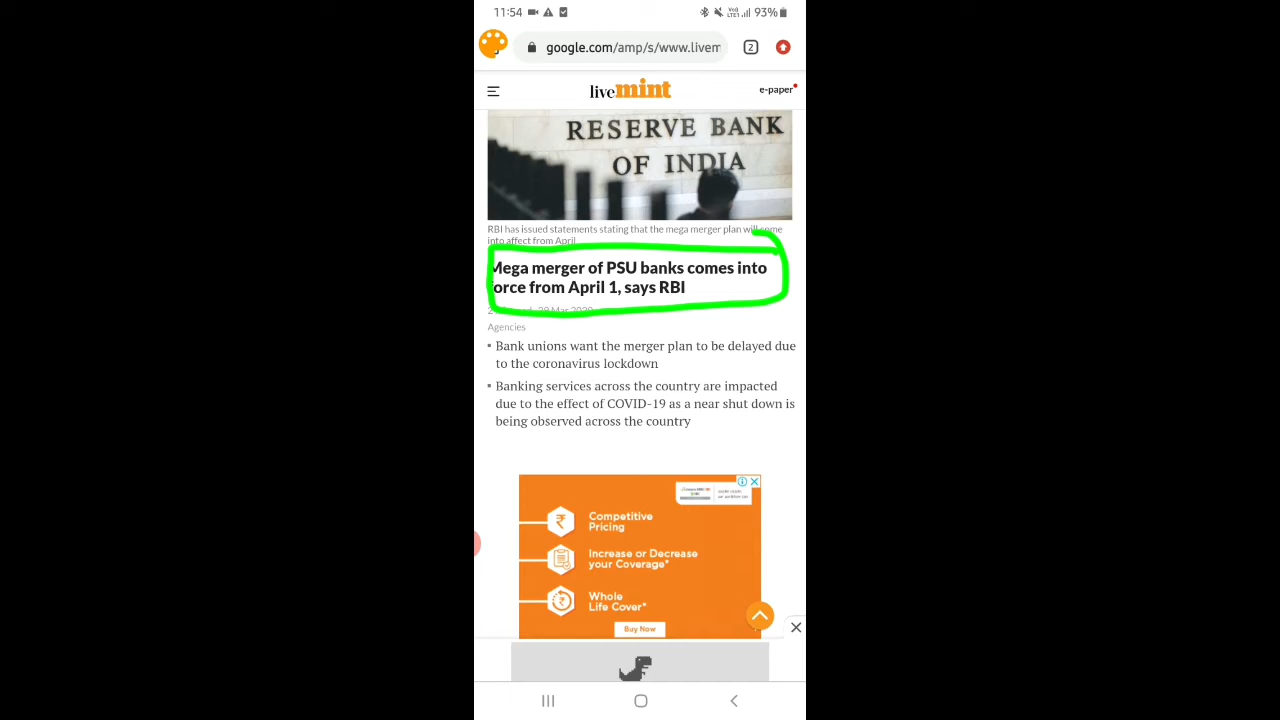 11:54
93%
google.com/amp/s/www.livem
2
livemint
e-paper
RESERVE BANK
OF INDIA
RBI has issued statements stating that the mega merger plan will come
into affect from April
Mega merger of PSU banks comes into
force from April 1, says RBI
Agencies
Bank unions want the merger plan to be delayed due
to the coronavirus lockdown
Banking services across the country are impacted
due to the effect of COVID-19 as a near shut down is
being observed across the country
Competitive
Pricing
Increase or Decrease
your Coverage*
Whole
Life Cover*
Buy Now